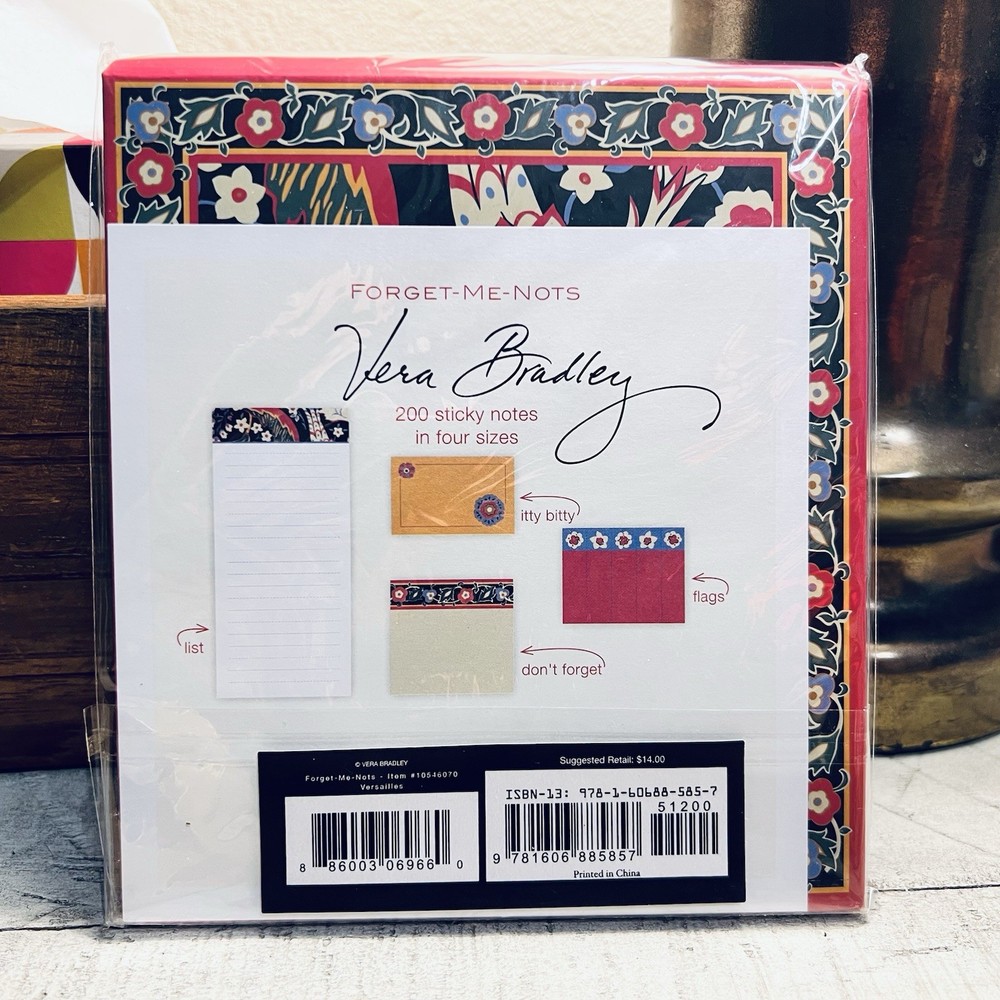 FORGET-ME-NOTS
Vera Bradley
200 sticky notes
in four sizes
itty bitty
flags
list
don't forget
© VERA BRADLEY
Forget-Me-Nots - Item #10546070
Versailles
8 86003 06966 0
Suggested Retail: $14.00
ISBN-13: 978-1-60688-585-7
51200
9 781606 885857
Printed in China